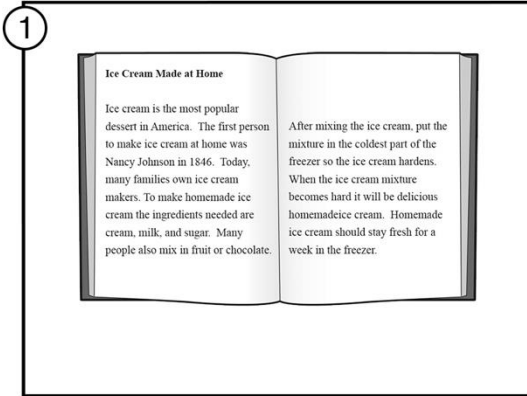 1
Ice Cream Made at Home
Ice cream is the most popular
dessert in America. The first person
to make ice cream at home was
Nancy Johnson in 1846. Today,
many families own ice cream
makers. To make homemade ice
cream the ingredients needed are
cream, milk, and sugar. Many
people also mix in fruit or chocolate.
After mixing the ice cream, put the
mixture in the coldest part of the
freezer so the ice cream hardens.
When the ice cream mixture
becomes hard it will be delicious
homemadeice cream. Homemade
ice cream should stay fresh for a
week in the freezer.